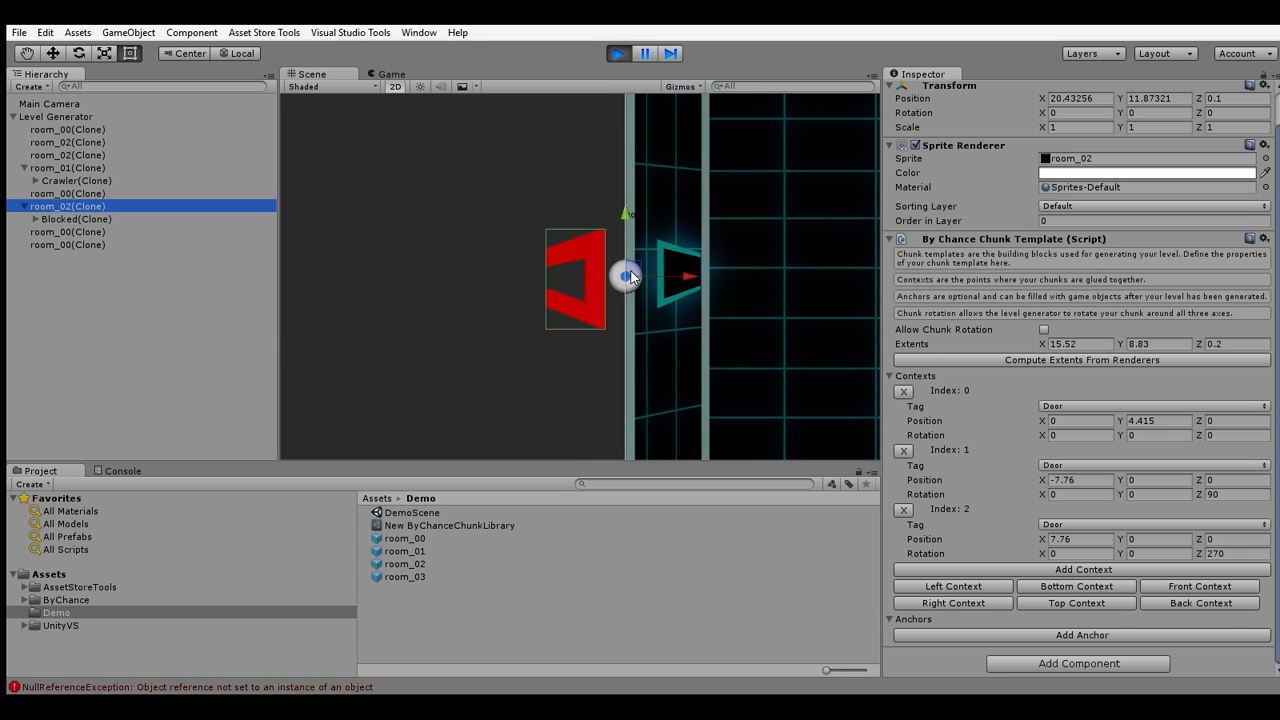 File Edit Assets GameObject Component Asset Store Tools Visual Studio Tools Window Help
Center Local Layers Layout Account
Hierarchy
Create All
Main Camera
Level Generator
room_00(Clone)
room_02(Clone)
room_02(Clone)
room_01(Clone)
Crawler(Clone)
room_00(Clone)
room_02(Clone)
Blocked(Clone)
room_00(Clone)
room_00(Clone)
Scene Game
Shaded 2D Gizmos All
Inspector
Transform
Position X 20.43256 Y 11.87321 Z 0.1
Rotation X 0 Y 0 Z 0
Scale X 1 Y 1 Z 1
Sprite Renderer
Sprite room_02
Color
Material Sprites-Default
Sorting Layer Default
Order in Layer 0
By Chance Chunk Template (Script)
Chunk templates are the building blocks used for generating your level. Define the properties
of your chunk template here.
Contexts are the points where your chunks are glued together.
Anchors are optional and can be filled with game objects after your level has been generated.
Chunk rotation allows the level generator to rotate your chunk around all three axes.
Allow Chunk Rotation
Extents X 15.52 Y 8.83 Z 0.2
Compute Extents From Renderers
Contexts
X Index: 0
Tag Door
Position X 0 Y 4.415 Z 0
Rotation X 0 Y 0 Z 0
X Index: 1
Tag Door
Position X -7.76 Y 0 Z 0
Rotation X 0 Y 0 Z 90
X Index: 2
Tag Door
Position X 7.76 Y 0 Z 0
Rotation X 0 Y 0 Z 270
Add Context
Left Context Bottom Context Front Context
Right Context Top Context Back Context
Anchors
Add Anchor
Add Component
Project Console
Create
Favorites
All Materials
All Models
All Prefabs
All Scripts
Assets
AssetStoreTools
ByChance
Demo
UnityVS
Assets Demo
DemoScene
New ByChanceChunkLibrary
room_00
room_01
room_02
room_03
NullReferenceException: Object reference not set to an instance of an object